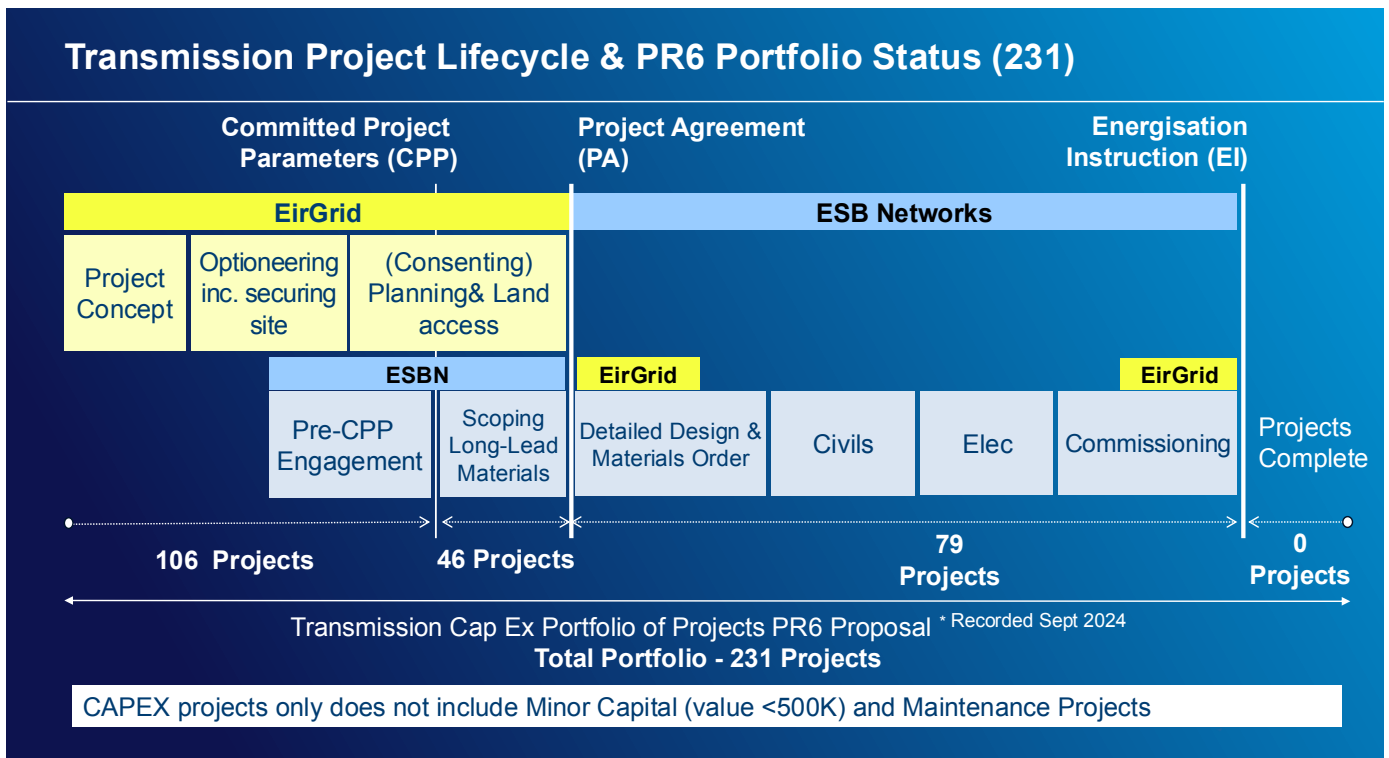 Transmission Project Lifecycle & PR6 Portfolio Status (231)
Committed Project
Parameters (CPP)
Project Agreement
(PA)
Energisation
Instruction (EI)
EirGrid
ESB Networks
Project
Concept
Optioneering
inc. securing
site
(Consenting)
Planning& Land
access
ESBN
EirGrid
EirGrid
Pre-CPP
Engagement
Scoping
Long-Lead
Materials
Detailed Design &
Materials Order
Civils
Elec
Commissioning
Projects
Complete
106 Projects
46 Projects
79
Projects
0
Projects
Transmission Cap Ex Portfolio of Projects PR6 Proposal * Recorded Sept 2024
Total Portfolio - 231 Projects
CAPEX projects only does not include Minor Capital (value <500K) and Maintenance Projects